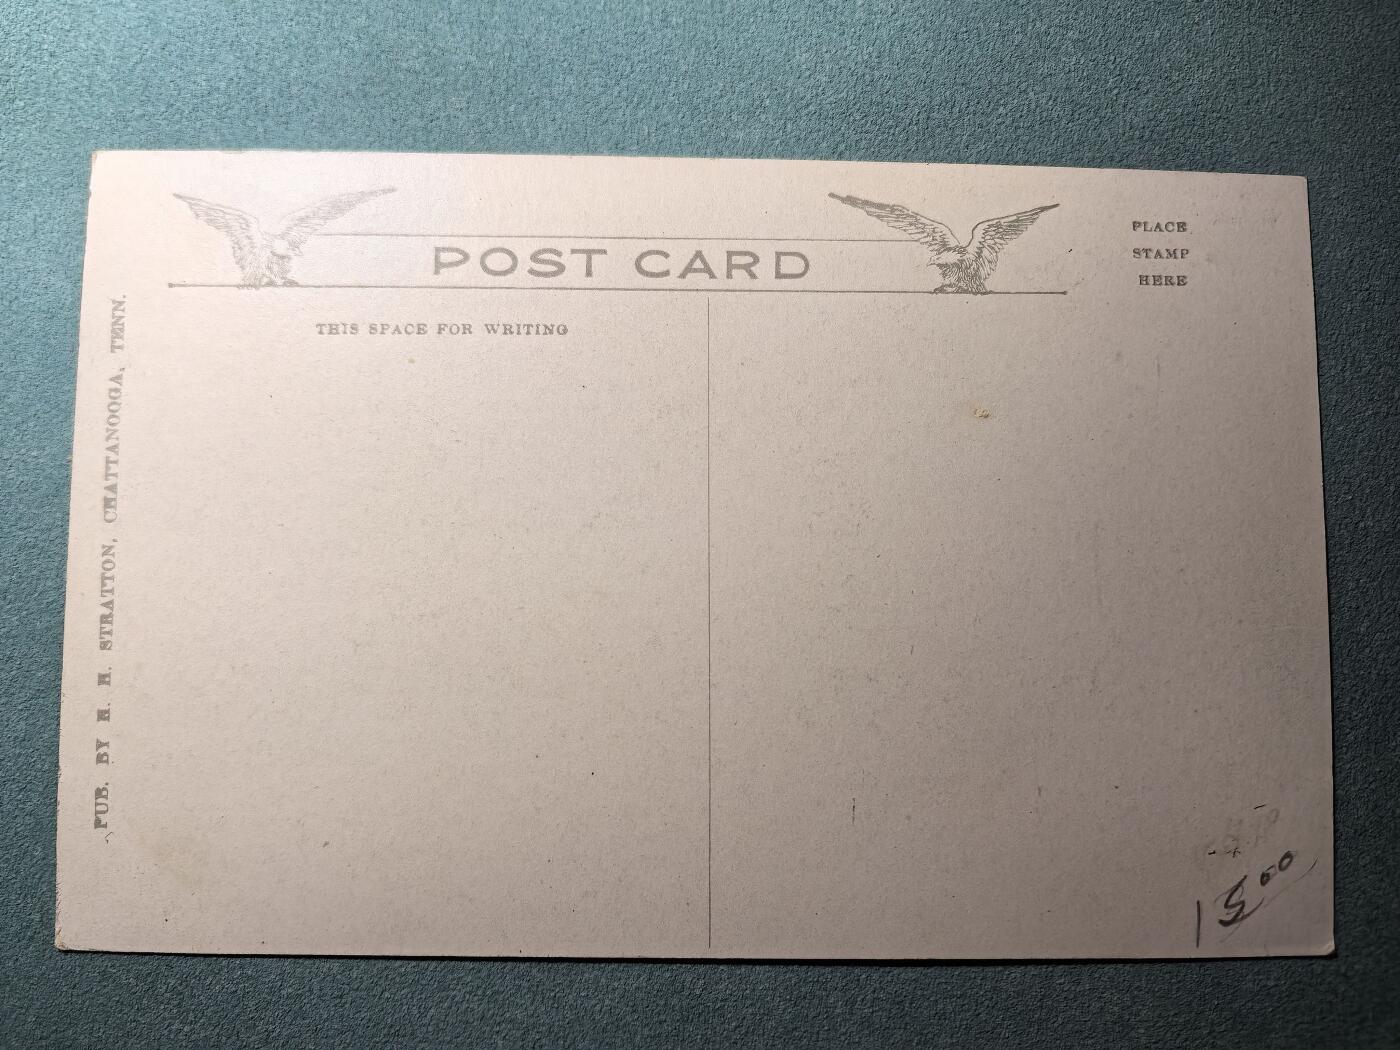 POST CARD
PLACE
STAMP
HERE
THIS SPACE FOR WRITING
PUB. BY H. H. STRATTON, CHATTANOOGA, TENN.
15.00